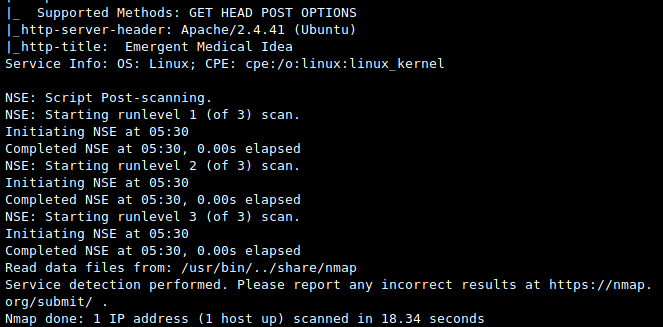 |_  Supported Methods: GET HEAD POST OPTIONS
|_http-server-header: Apache/2.4.41 (Ubuntu)
|_http-title:  Emergent Medical Idea
Service Info: OS: Linux; CPE: cpe:/o:linux:linux_kernel

NSE: Script Post-scanning.
NSE: Starting runlevel 1 (of 3) scan.
Initiating NSE at 05:30
Completed NSE at 05:30, 0.00s elapsed
NSE: Starting runlevel 2 (of 3) scan.
Initiating NSE at 05:30
Completed NSE at 05:30, 0.00s elapsed
NSE: Starting runlevel 3 (of 3) scan.
Initiating NSE at 05:30
Completed NSE at 05:30, 0.00s elapsed
Read data files from: /usr/bin/../share/nmap
Service detection performed. Please report any incorrect results at https://nmap.
org/submit/ .
Nmap done: 1 IP address (1 host up) scanned in 18.34 seconds